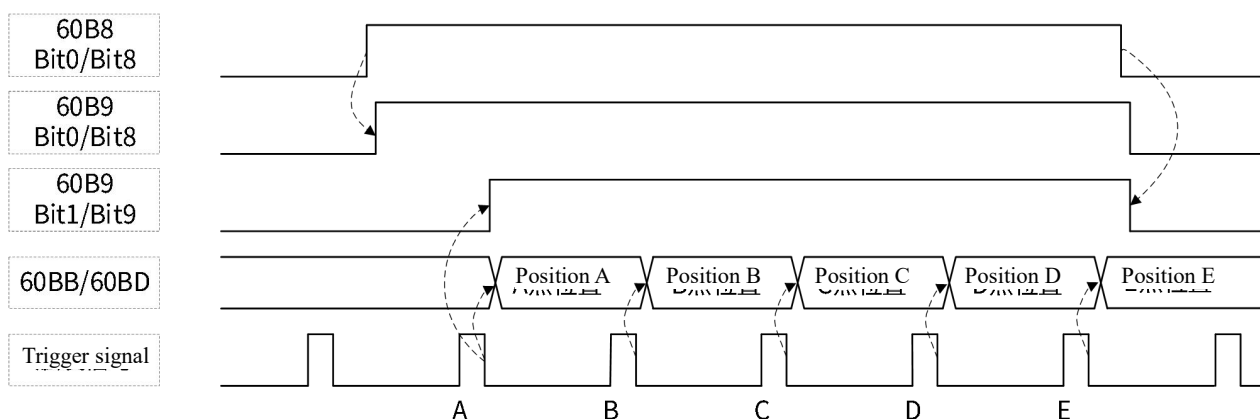 60B8
Bit0/Bit8
60B9
Bit0/Bit8
60B9
Bit1/Bit9
60BB/60BD
Position A
Position B
Position C
Position D
Position E
Trigger signal
A
B
C
D
E